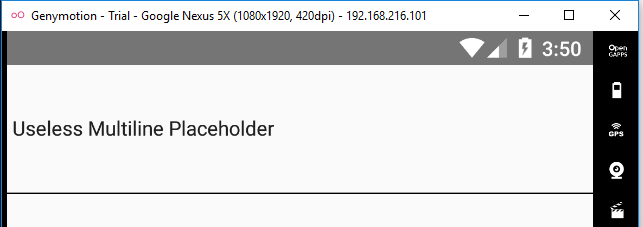 Genymotion - Trial - Google Nexus 5X (1080x1920, 420dpi) - 192.168.216.101
3:50
Open
GAPPS
Useless Multiline Placeholder
GPS